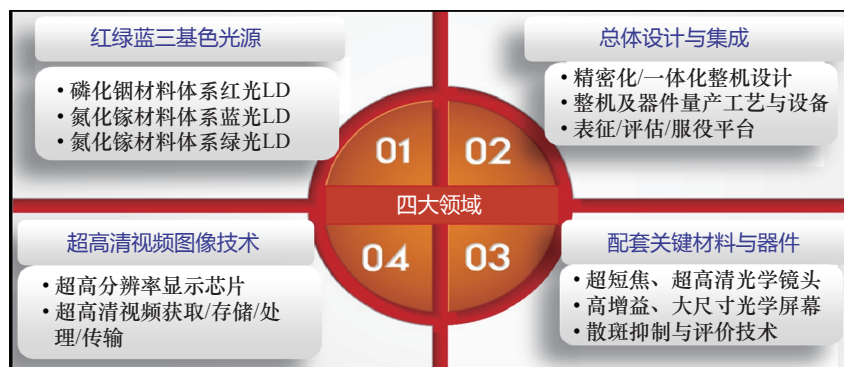 红绿蓝三基色光源
• 磷化铟材料体系红光LD
• 氮化镓材料体系蓝光LD
• 氮化镓材料体系绿光LD
总体设计与集成
• 精密化/一体化整机设计
• 整机及器件量产工艺与设备
• 表征/评估/服役平台
01
02
四大领域
04
03
超高清视频图像技术
• 超高分辨率显示芯片
• 超高清视频获取/存储/处
理/传输
配套关键材料与器件
• 超短焦、超高清光学镜头
• 高增益、大尺寸光学屏幕
• 散斑抑制与评价技术